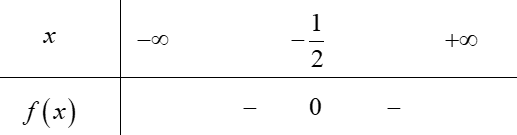 x −∞ −1/2 +∞
f(x) − 0 −